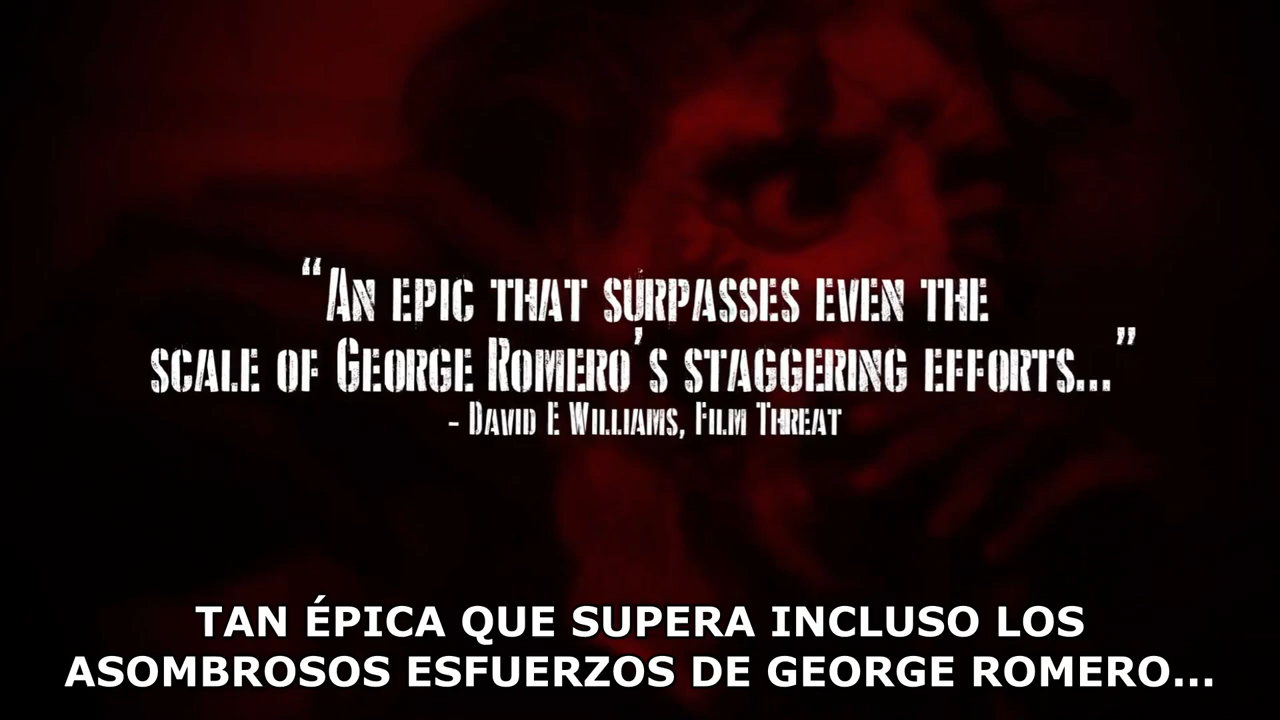 “An epic that surpasses even the
scale of George Romero's staggering efforts...”
- David E Williams, Film Threat
TAN ÉPICA QUE SUPERA INCLUSO LOS
ASOMBROSOS ESFUERZOS DE GEORGE ROMERO...